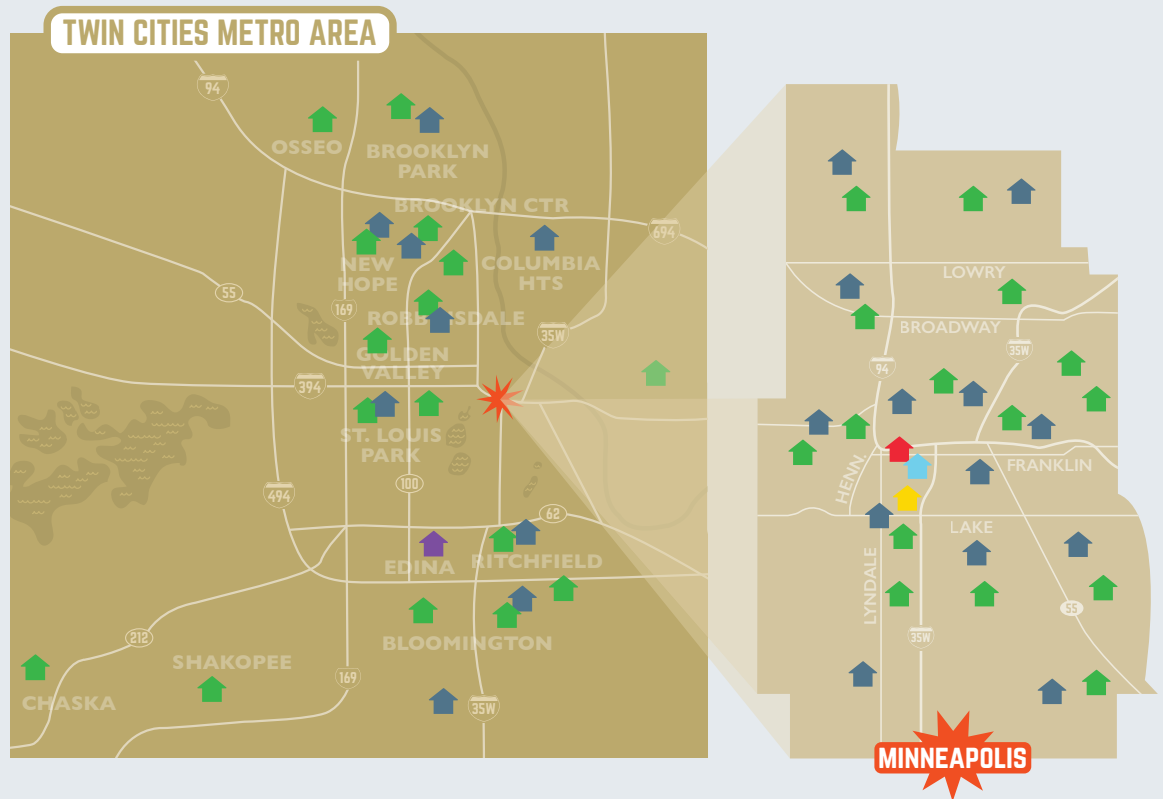 TWIN CITIES METRO AREA
94
OSSEO
BROOKLYN
PARK
BROOKLYN CTR
694
NEW
HOPE
COLUMBIA
HTS
55
169
ROBBINSDALE
35W
GOLDEN
VALLEY
394
ST. LOUIS
PARK
100
494
62
EDINA
RITCHFIELD
212
BLOOMINGTON
SHAKOPEE
169
CHASKA
35W
LOWRY
BROADWAY
35W
94
HENN.
FRANKLIN
LAKE
LYNDALE
55
35W
MINNEAPOLIS